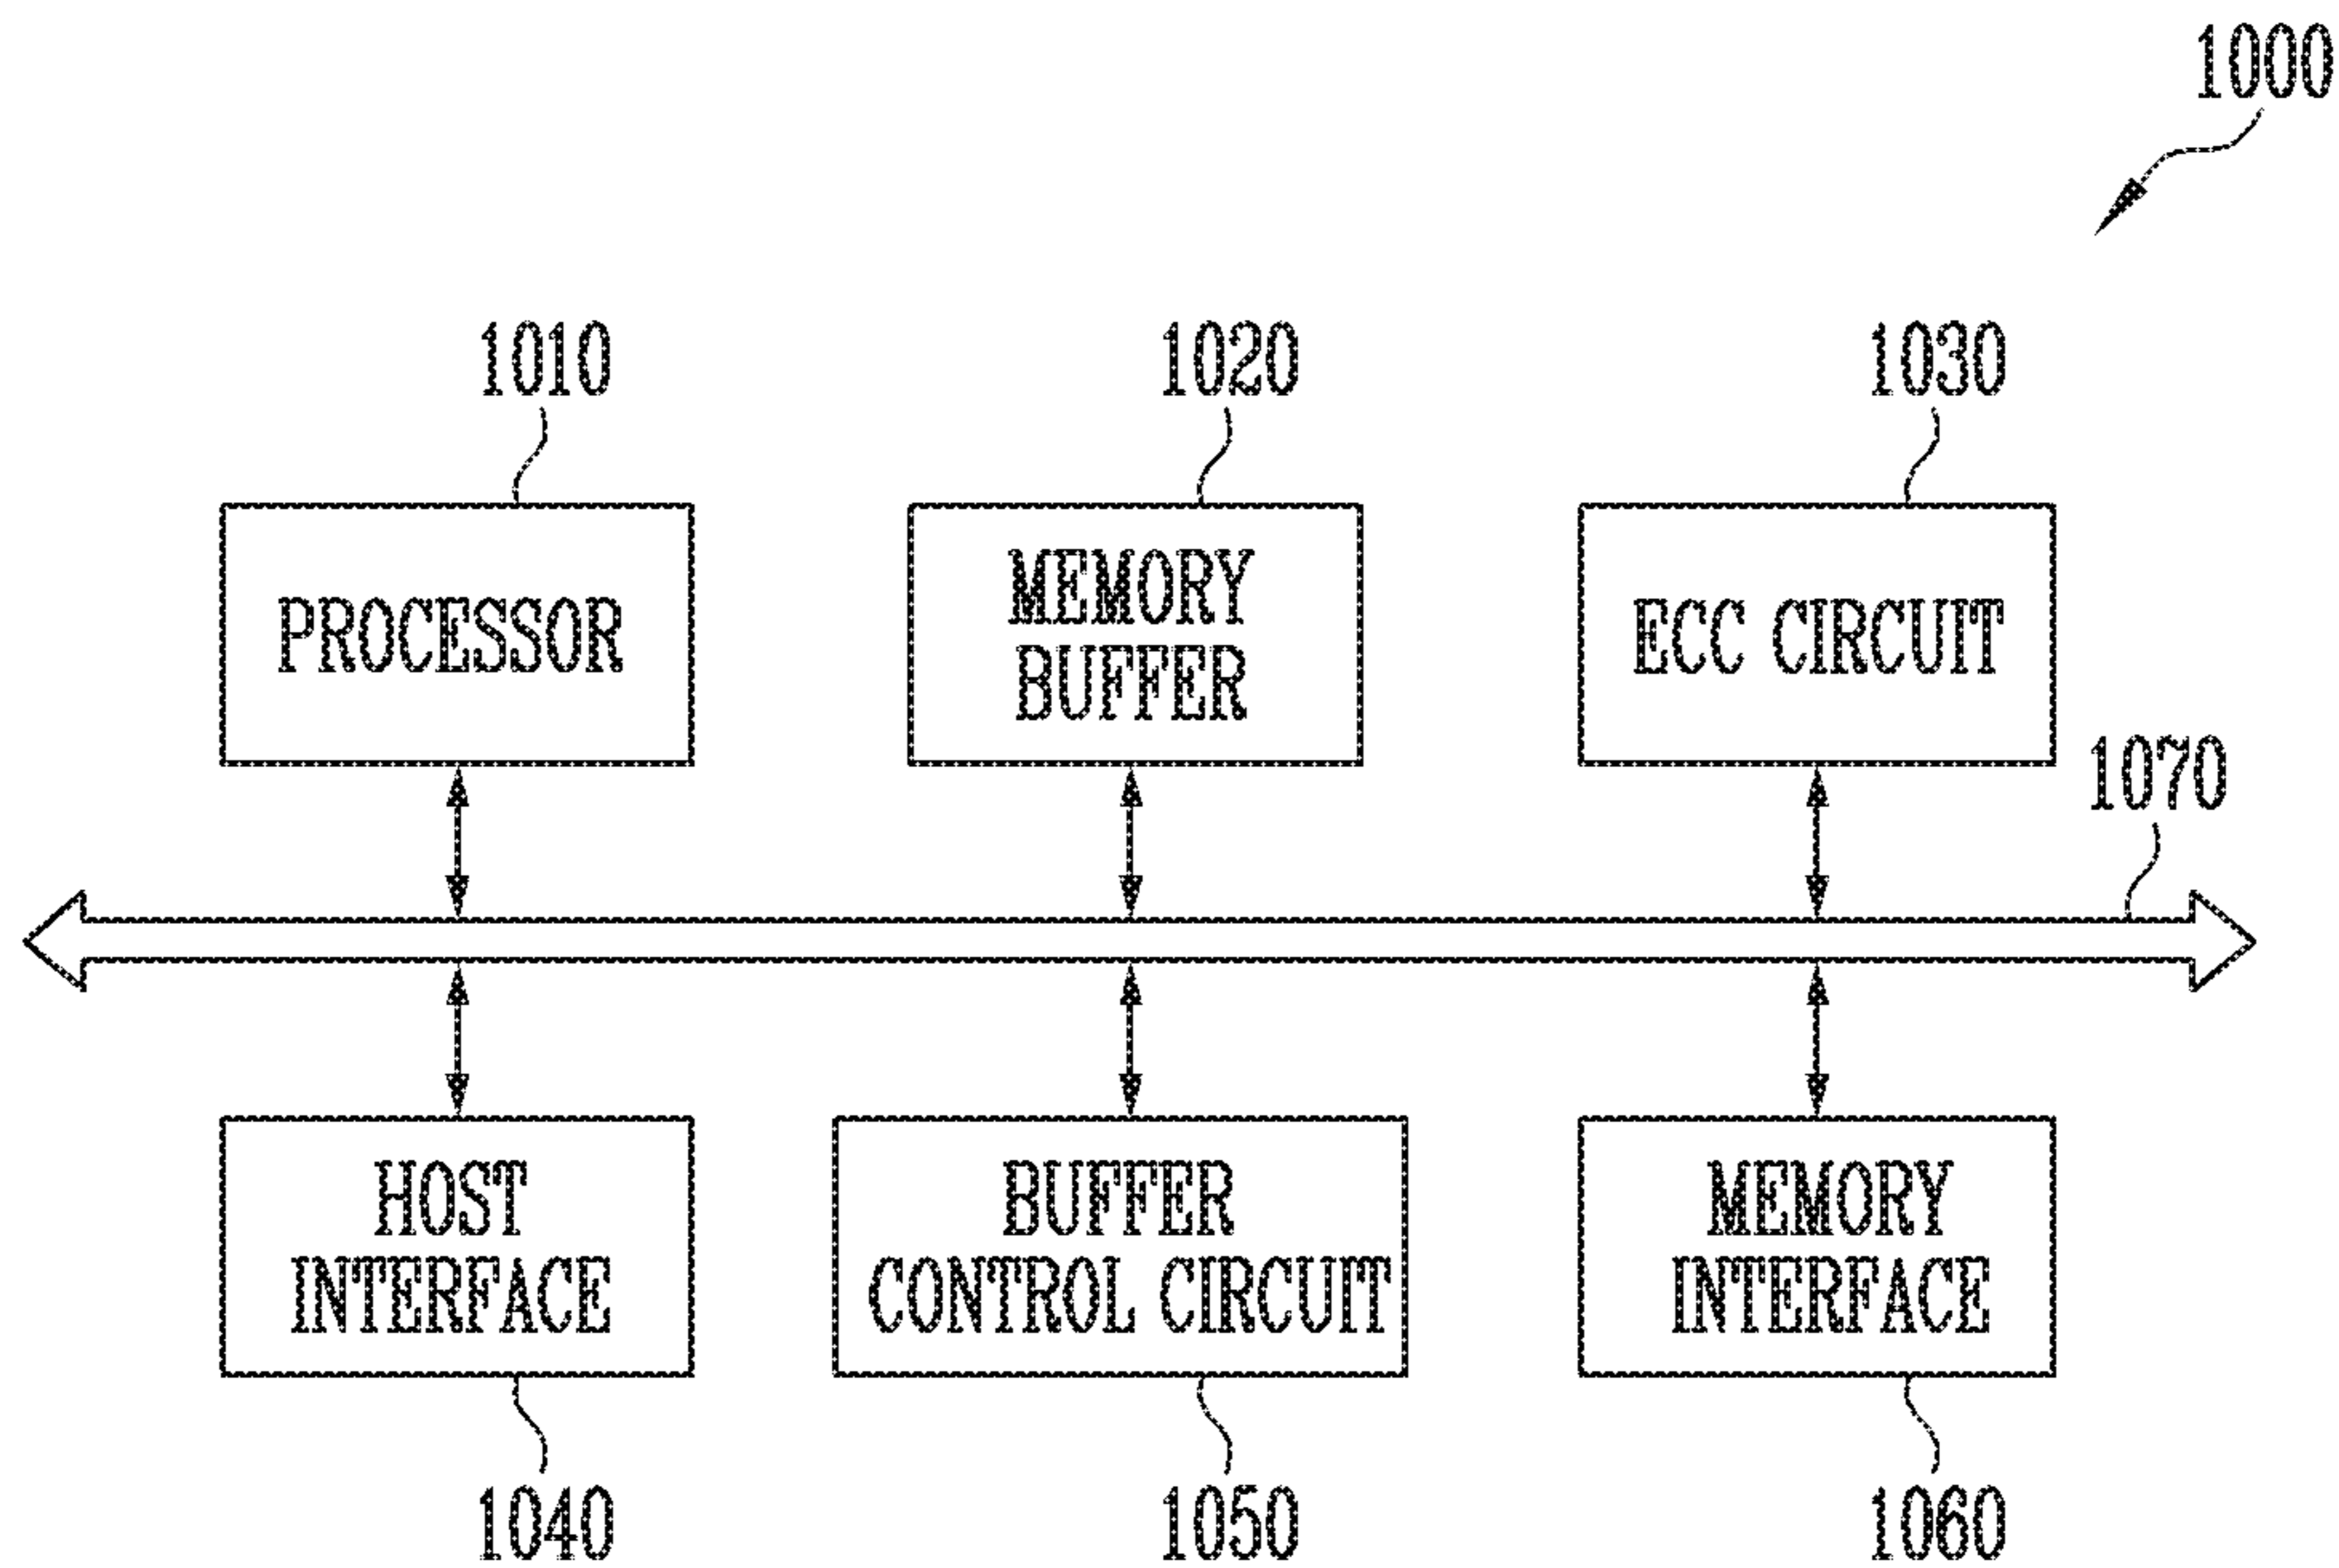 1000
1010
1020
1030
PROCESSOR
MEMORY
BUFFER
ECC CIRCUIT
1070
HOST
INTERFACE
BUFFER
CONTROL CIRCUIT
MEMORY
INTERFACE
1040
1050
1060